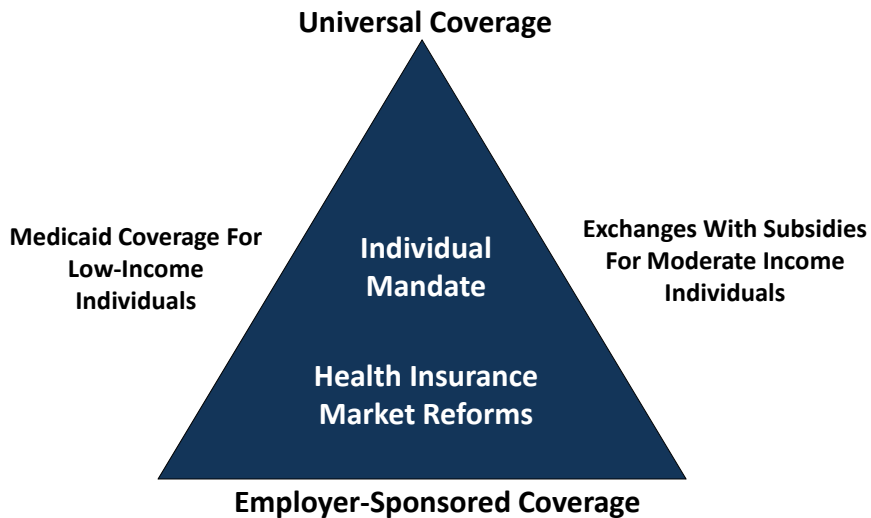 Universal Coverage
Medicaid Coverage For
Low-Income
Individuals
Individual
Mandate
Exchanges With Subsidies
For Moderate Income
Individuals
Health Insurance
Market Reforms
Employer-Sponsored Coverage